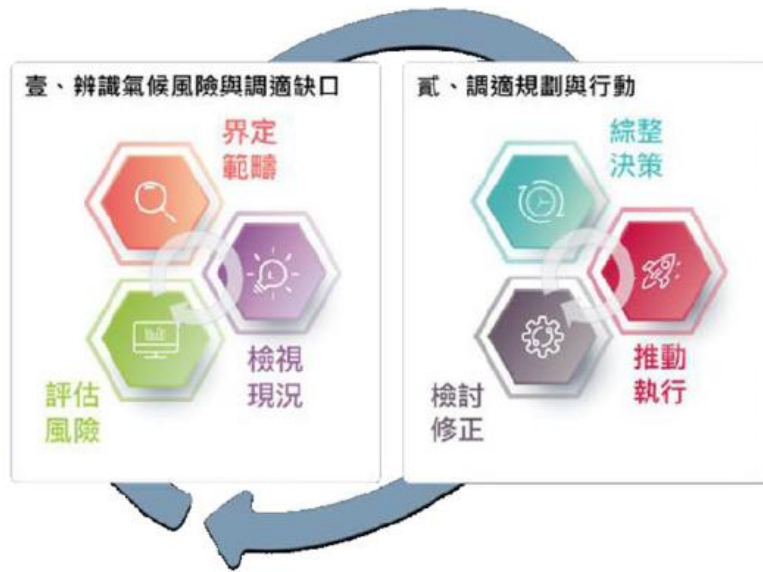 壹、辨識氣候風險與調適缺口
界定
範疇
檢視
現況
評估
風險
貳、調適規劃與行動
綜整
決策
推動
執行
檢討
修正